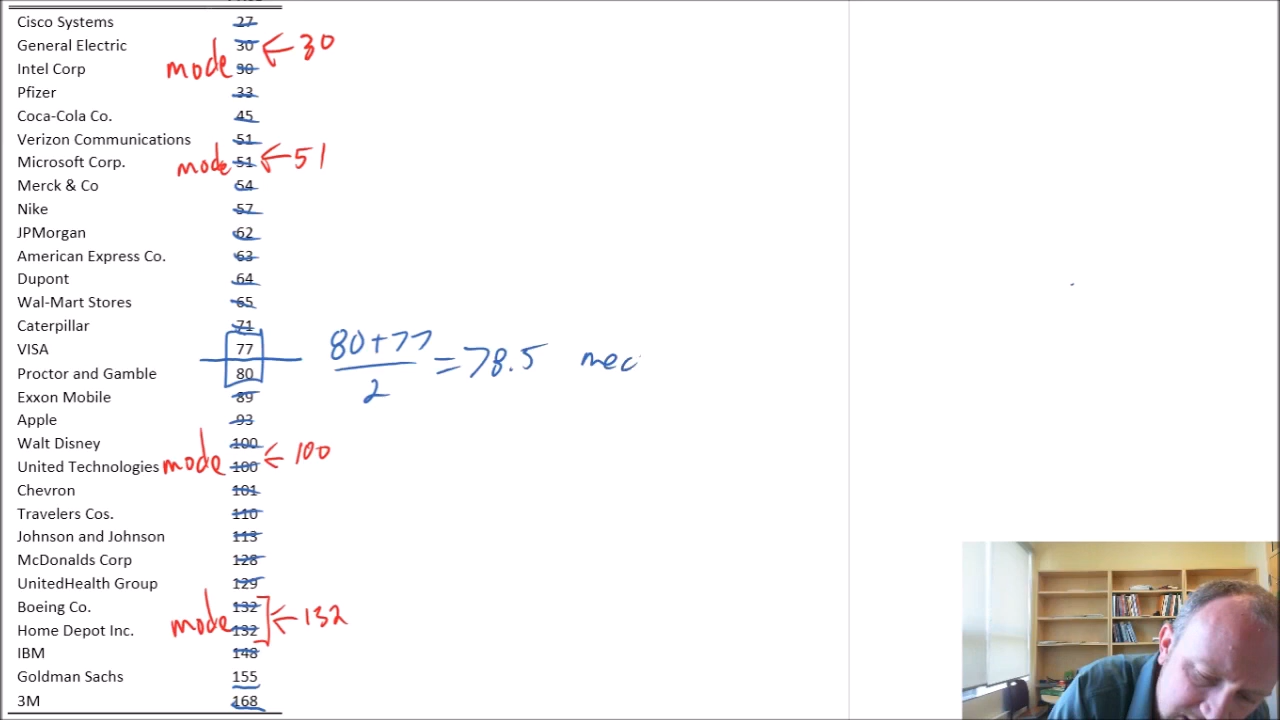 Cisco Systems 27
General Electric 30 ← 30
mode
Intel Corp 30
Pfizer 33
Coca-Cola Co. 45
Verizon Communications 51
Microsoft Corp. mode 51 ← 51
Merck & Co 54
Nike 57
JPMorgan 62
American Express Co. 63
Dupont 64
Wal-Mart Stores 65
Caterpillar 71
VISA 77
80+77
2
= 78.5 mec
Proctor and Gamble 80
Exxon Mobile 89
Apple 93
Walt Disney 100
United Technologies mode 100 ← 100
Chevron 101
Travelers Cos. 110
Johnson and Johnson 113
McDonalds Corp 128
UnitedHealth Group 129
Boeing Co. 132
mode ← 132
Home Depot Inc. 132
IBM 148
Goldman Sachs 155
3M 168